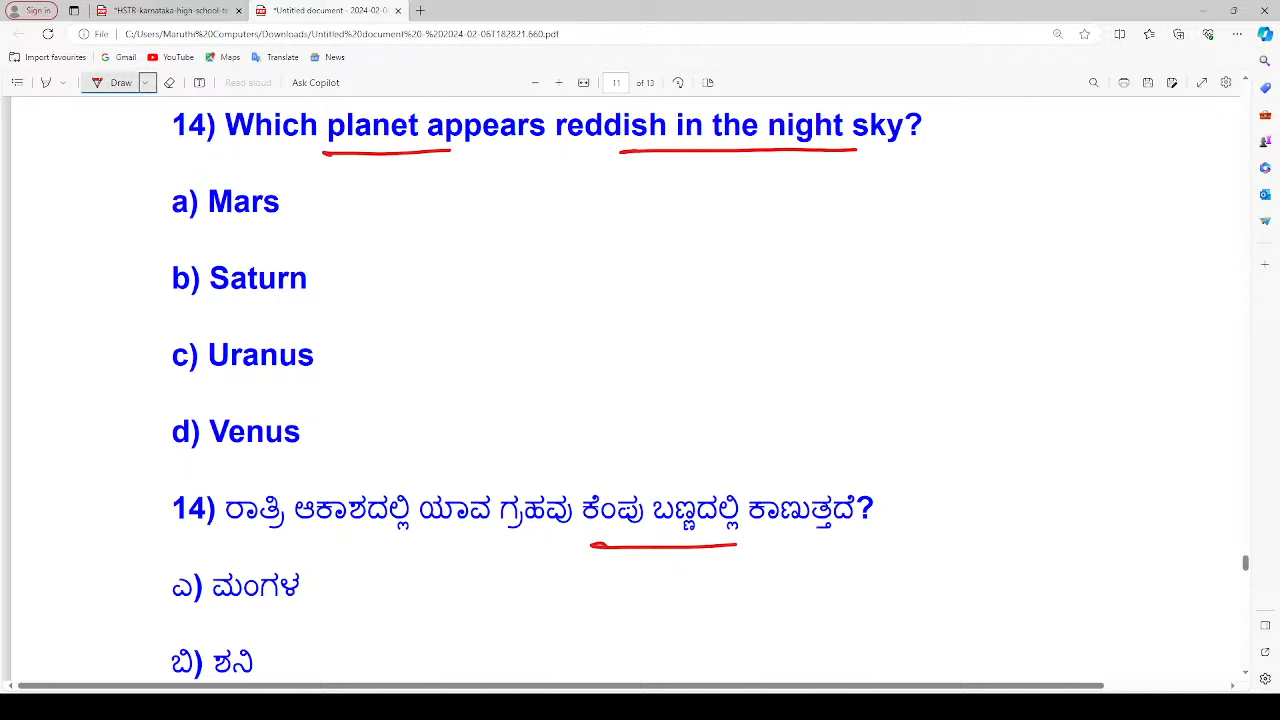 Sign in
*HSTR-karnataka-high-school-te
*Untitled document - 2024-02-0
File
C:/Users/Maruthi%20Computers/Downloads/Untitled%20document%20-%202024-02-06T182821.660.pdf
Import favourites
Gmail
YouTube
Maps
Translate
News
Draw
Read aloud
Ask Copilot
11 of 13
14) Which planet appears reddish in the night sky?
a) Mars
b) Saturn
c) Uranus
d) Venus
14) ರಾತ್ರಿ ಆಕಾಶದಲ್ಲಿ ಯಾವ ಗ್ರಹವು ಕೆಂಪು ಬಣ್ಣದಲ್ಲಿ ಕಾಣುತ್ತದೆ?
ಎ) ಮಂಗಳ
ಬಿ) ಶನಿ